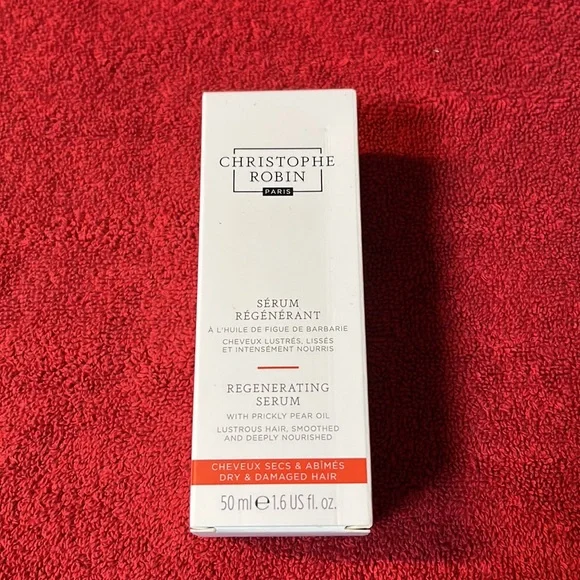 CHRISTOPHE
ROBIN
PARIS
SÉRUM
RÉGÉNÉRANT
À L'HUILE DE FIGUE DE BARBARIE
CHEVEUX LUSTRÉS, LISSÉS
ET INTENSÉMENT NOURRIS
REGENERATING
SERUM
WITH PRICKLY PEAR OIL
LUSTROUS HAIR, SMOOTHED
AND DEEPLY NOURISHED
CHEVEUX SECS & ABÎMÉS
DRY & DAMAGED HAIR
50 ml ℮ 1.6 US fl. oz.